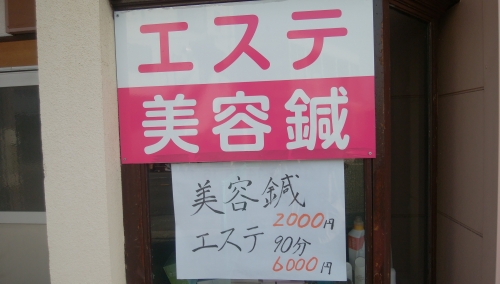 エステ
美容鍼
美容鍼
2000円
エステ 90分
6000円